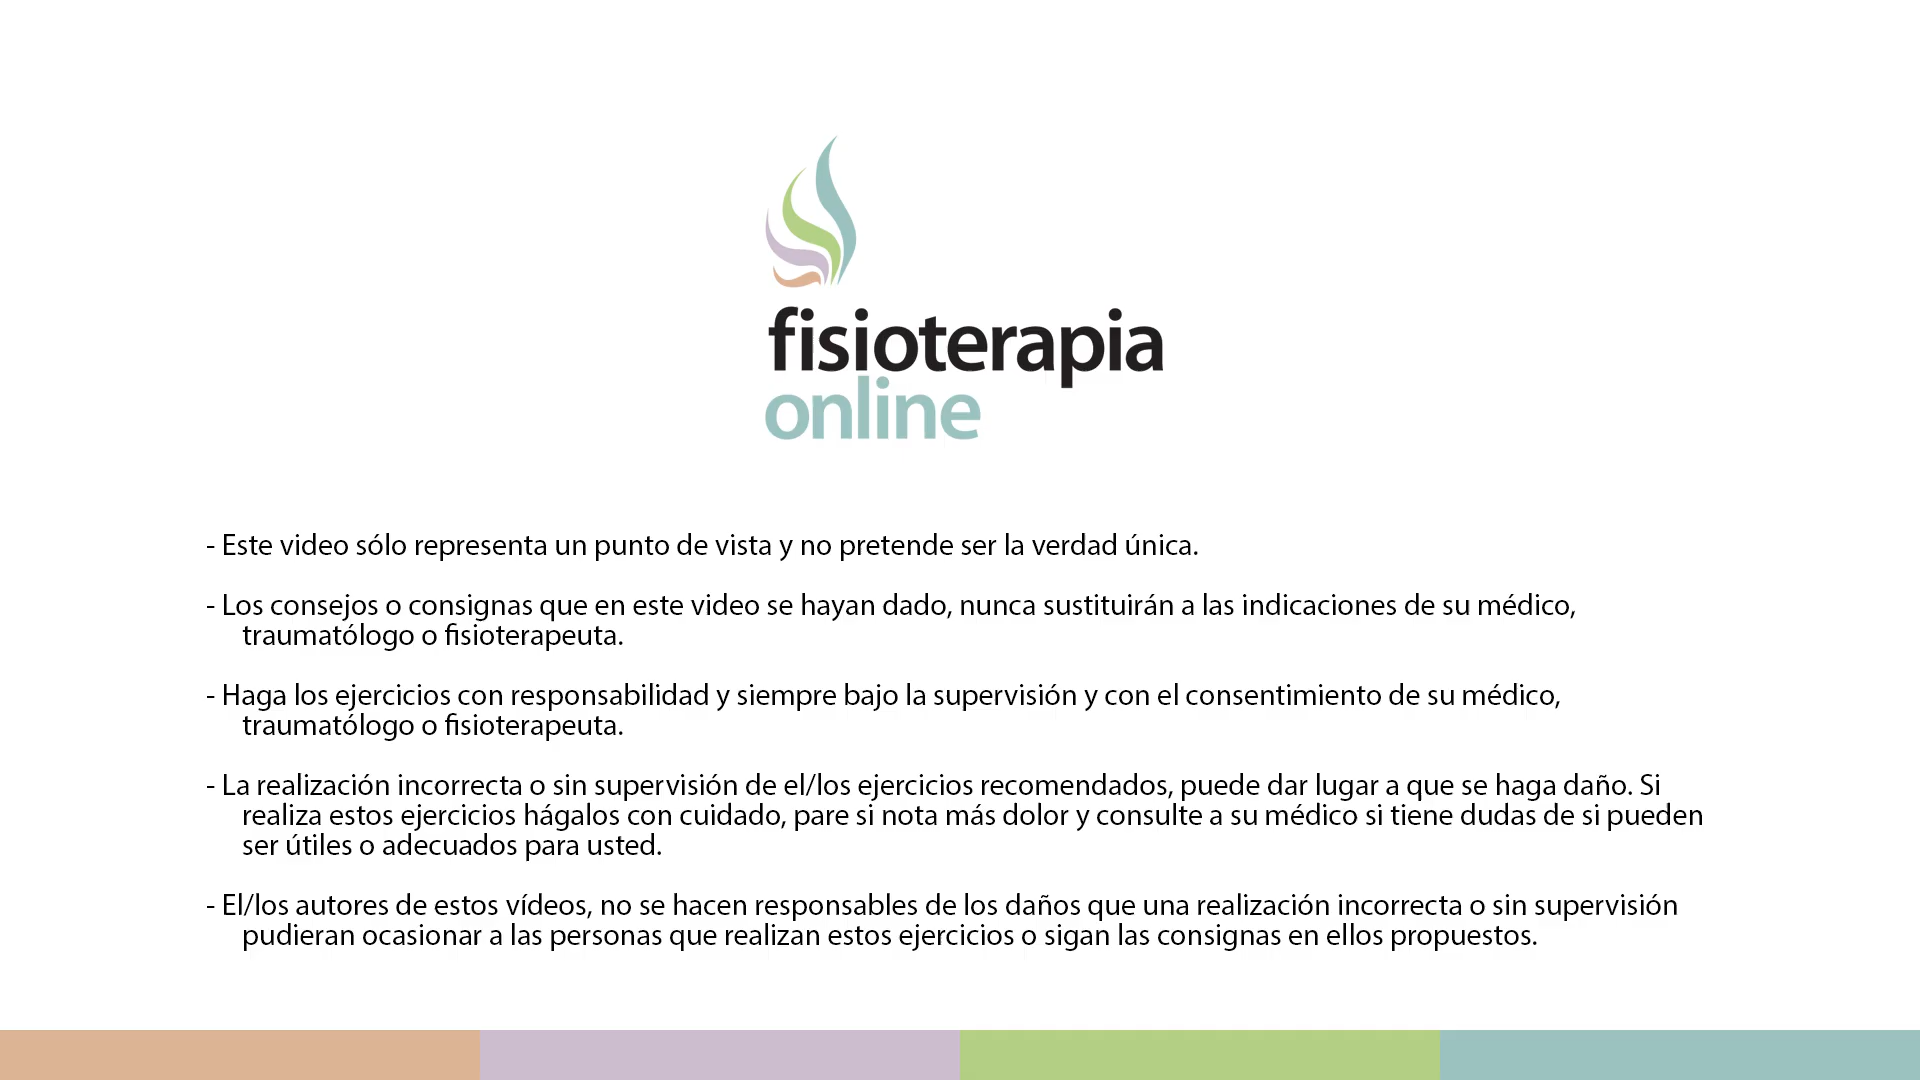 fisioterapia
online
- Este video sólo representa un punto de vista y no pretende ser la verdad única.
- Los consejos o consignas que en este video se hayan dado, nunca sustituirán a las indicaciones de su médico,
traumatólogo o fisioterapeuta.
- Haga los ejercicios con responsabilidad y siempre bajo la supervisión y con el consentimiento de su médico,
traumatólogo o fisioterapeuta.
- La realización incorrecta o sin supervisión de el/los ejercicios recomendados, puede dar lugar a que se haga daño. Si
realiza estos ejercicios hágalos con cuidado, pare si nota más dolor y consulte a su médico si tiene dudas de si pueden
ser útiles o adecuados para usted.
- El/los autores de estos vídeos, no se hacen responsables de los daños que una realización incorrecta o sin supervisión
pudieran ocasionar a las personas que realizan estos ejercicios o sigan las consignas en ellos propuestos.